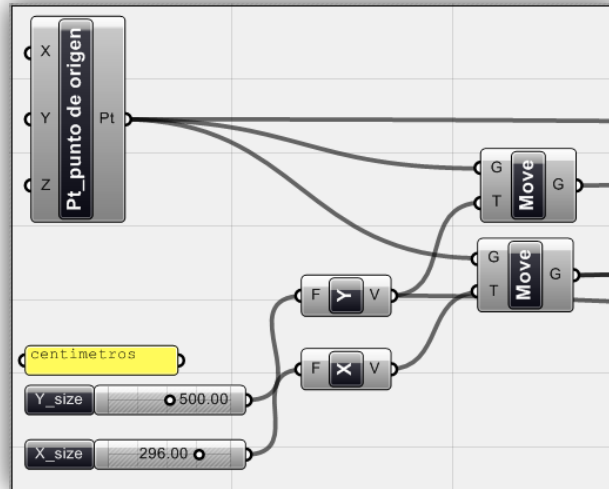 X
Y
Z
Pt_punto de origen
Pt
G
T
Move
G
G
T
Move
G
F
Y
V
F
X
V
centimetros
Y_size
500.00
X_size
296.00